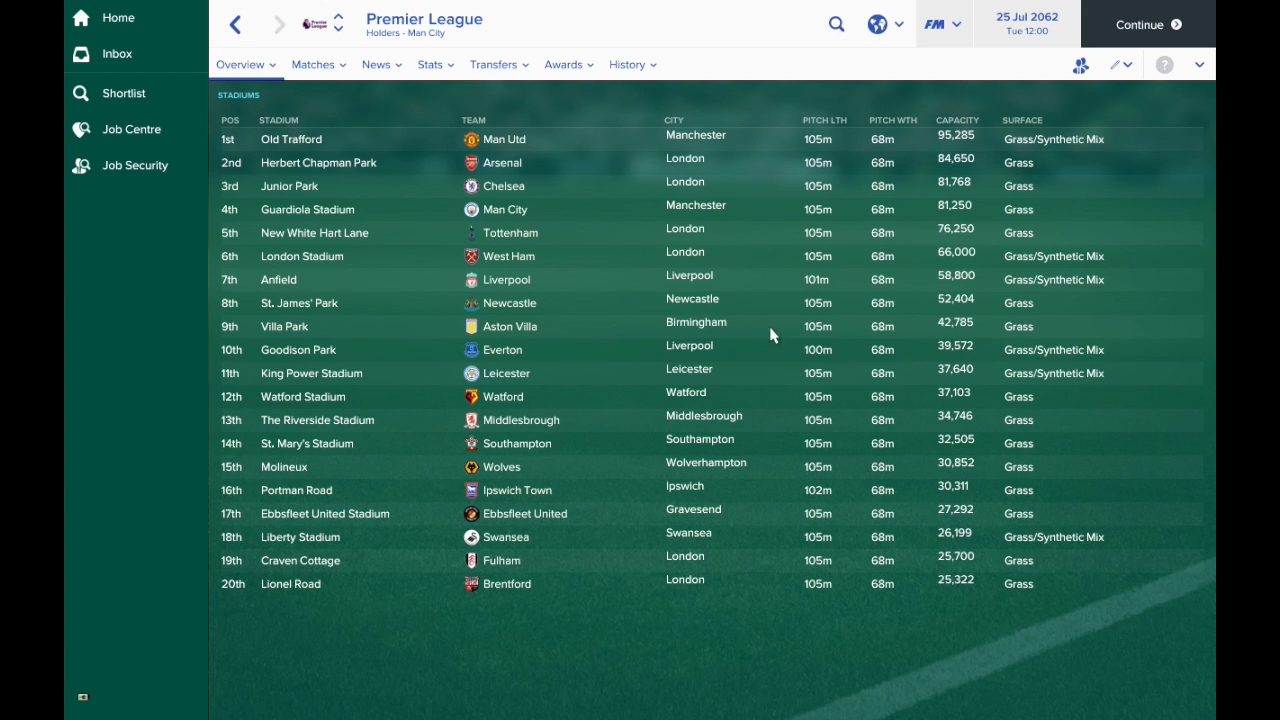 Home
Inbox
Shortlist
Job Centre
Job Security
Premier League
Holders - Man City
FM
25 Jul 2062
Tue 12:00
Continue
Overview Matches News Stats Transfers Awards History
STADIUMS
POS STADIUM TEAM CITY PITCH LTH PITCH WTH CAPACITY SURFACE
1st Old Trafford Man Utd Manchester 105m 68m 95,285 Grass/Synthetic Mix
2nd Herbert Chapman Park Arsenal London 105m 68m 84,650 Grass
3rd Junior Park Chelsea London 105m 68m 81,768 Grass
4th Guardiola Stadium Man City Manchester 105m 68m 81,250 Grass
5th New White Hart Lane Tottenham London 105m 68m 76,250 Grass
6th London Stadium West Ham London 105m 68m 66,000 Grass/Synthetic Mix
7th Anfield Liverpool Liverpool 101m 68m 58,800 Grass/Synthetic Mix
8th St. James' Park Newcastle Newcastle 105m 68m 52,404 Grass
9th Villa Park Aston Villa Birmingham 105m 68m 42,785 Grass
10th Goodison Park Everton Liverpool 100m 68m 39,572 Grass/Synthetic Mix
11th King Power Stadium Leicester Leicester 105m 68m 37,640 Grass/Synthetic Mix
12th Watford Stadium Watford Watford 105m 68m 37,103 Grass
13th The Riverside Stadium Middlesbrough Middlesbrough 105m 68m 34,746 Grass
14th St. Mary's Stadium Southampton Southampton 105m 68m 32,505 Grass
15th Molineux Wolves Wolverhampton 105m 68m 30,852 Grass
16th Portman Road Ipswich Town Ipswich 102m 68m 30,311 Grass
17th Ebbsfleet United Stadium Ebbsfleet United Gravesend 105m 68m 27,292 Grass
18th Liberty Stadium Swansea Swansea 105m 68m 26,199 Grass/Synthetic Mix
19th Craven Cottage Fulham London 105m 68m 25,700 Grass
20th Lionel Road Brentford London 105m 68m 25,322 Grass